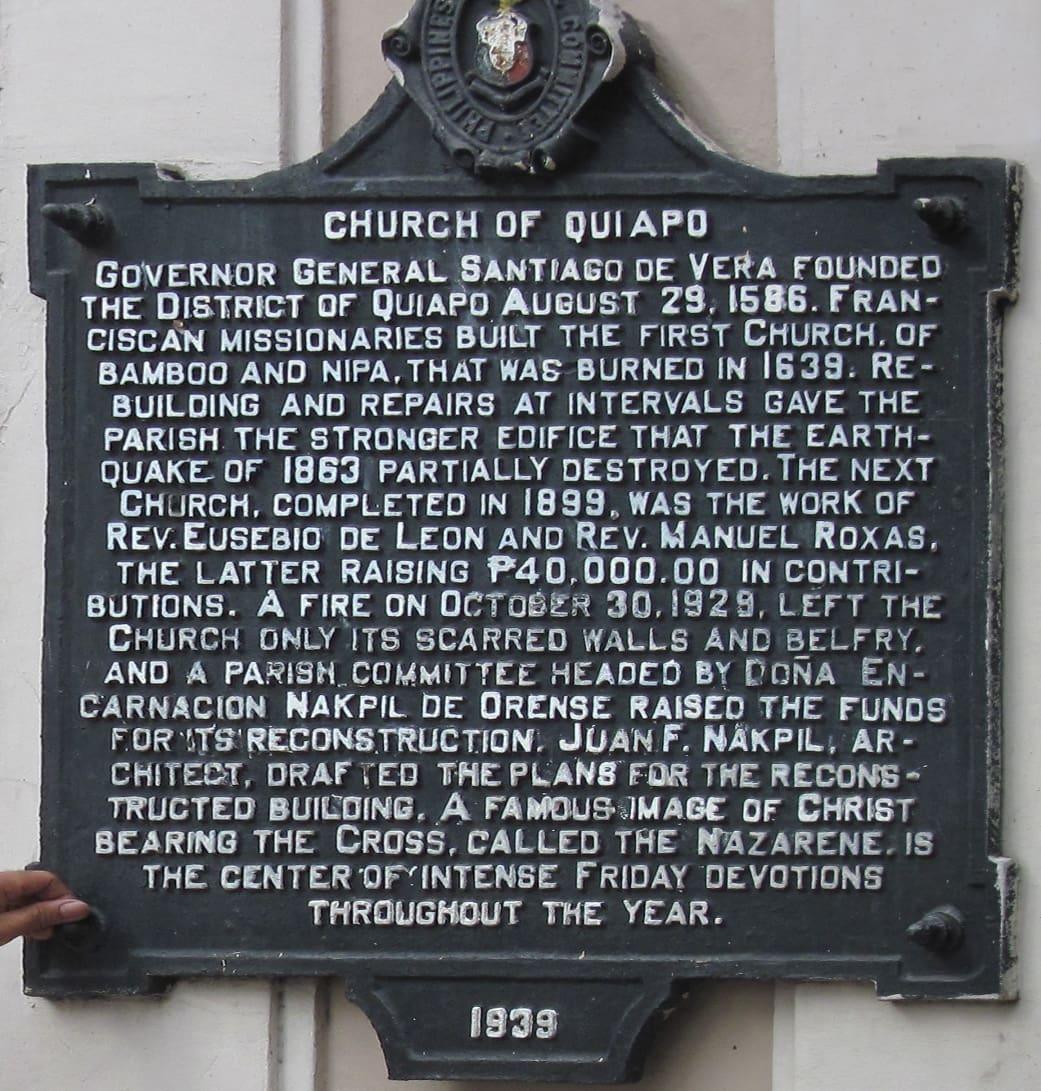 PHILIPPINES COMMITTEE
CHURCH OF QUIAPO
GOVERNOR GENERAL SANTIAGO DE VERA FOUNDED
THE DISTRICT OF QUIAPO AUGUST 29, 1586. FRAN-
CISCAN MISSIONARIES BUILT THE FIRST CHURCH, OF
BAMBOO AND NIPA, THAT WAS BURNED IN 1639. RE-
BUILDING AND REPAIRS AT INTERVALS GAVE THE
PARISH THE STRONGER EDIFICE THAT THE EARTH-
QUAKE OF 1863 PARTIALLY DESTROYED. THE NEXT
CHURCH, COMPLETED IN 1899, WAS THE WORK OF
REV. EUSEBIO DE LEON AND REV. MANUEL ROXAS,
THE LATTER RAISING ₱40,000.00 IN CONTRI-
BUTIONS. A FIRE ON OCTOBER 30, 1929, LEFT THE
CHURCH ONLY ITS SCARRED WALLS AND BELFRY,
AND A PARISH COMMITTEE HEADED BY DOÑA EN-
CARNACION NAKPIL DE ORENSE RAISED THE FUNDS
FOR ITS RECONSTRUCTION. JUAN F. NAKPIL, AR-
CHITECT, DRAFTED THE PLANS FOR THE RECONS-
TRUCTED BUILDING. A FAMOUS IMAGE OF CHRIST
BEARING THE CROSS, CALLED THE NAZARENE, IS
THE CENTER OF INTENSE FRIDAY DEVOTIONS
THROUGHOUT THE YEAR.
1939